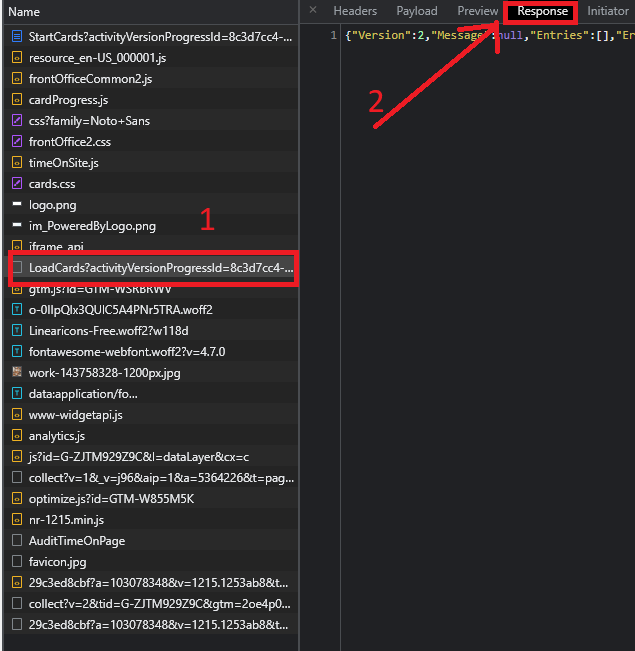 Name
StartCards?activityVersionProgressId=8c3d7cc4-...
resource_en-US_000001.js
frontOfficeCommon2.js
cardProgress.js
css?family=Noto+Sans
frontOffice2.css
timeOnSite.js
cards.css
logo.png
im_PoweredByLogo.png
iframe_api
LoadCards?activityVersionProgressId=8c3d7cc4-...
gtm.js?id=GTM-WSRBRWV
o-0IIpQlx3QUlC5A4PNr5TRA.woff2
Linearicons-Free.woff2?w118d
fontawesome-webfont.woff2?v=4.7.0
work-143758328-1200px.jpg
data:application/fo...
www-widgetapi.js
analytics.js
js?id=G-ZJTM929Z9C&l=dataLayer&cx=c
collect?v=1&_v=j96&aip=1&a=5364226&t=pag...
optimize.js?id=GTM-W855M5K
nr-1215.min.js
AuditTimeOnPage
favicon.jpg
29c3ed8cbf?a=103078348&v=1215.1253ab8&t...
collect?v=2&tid=G-ZJTM929Z9C&gtm=2oe4p0...
29c3ed8cbf?a=103078348&v=1215.1253ab8&t...
1
× Headers Payload Preview Response Initiator
1 {"Version":2,"Message":null,"Entries":[],"Er
2